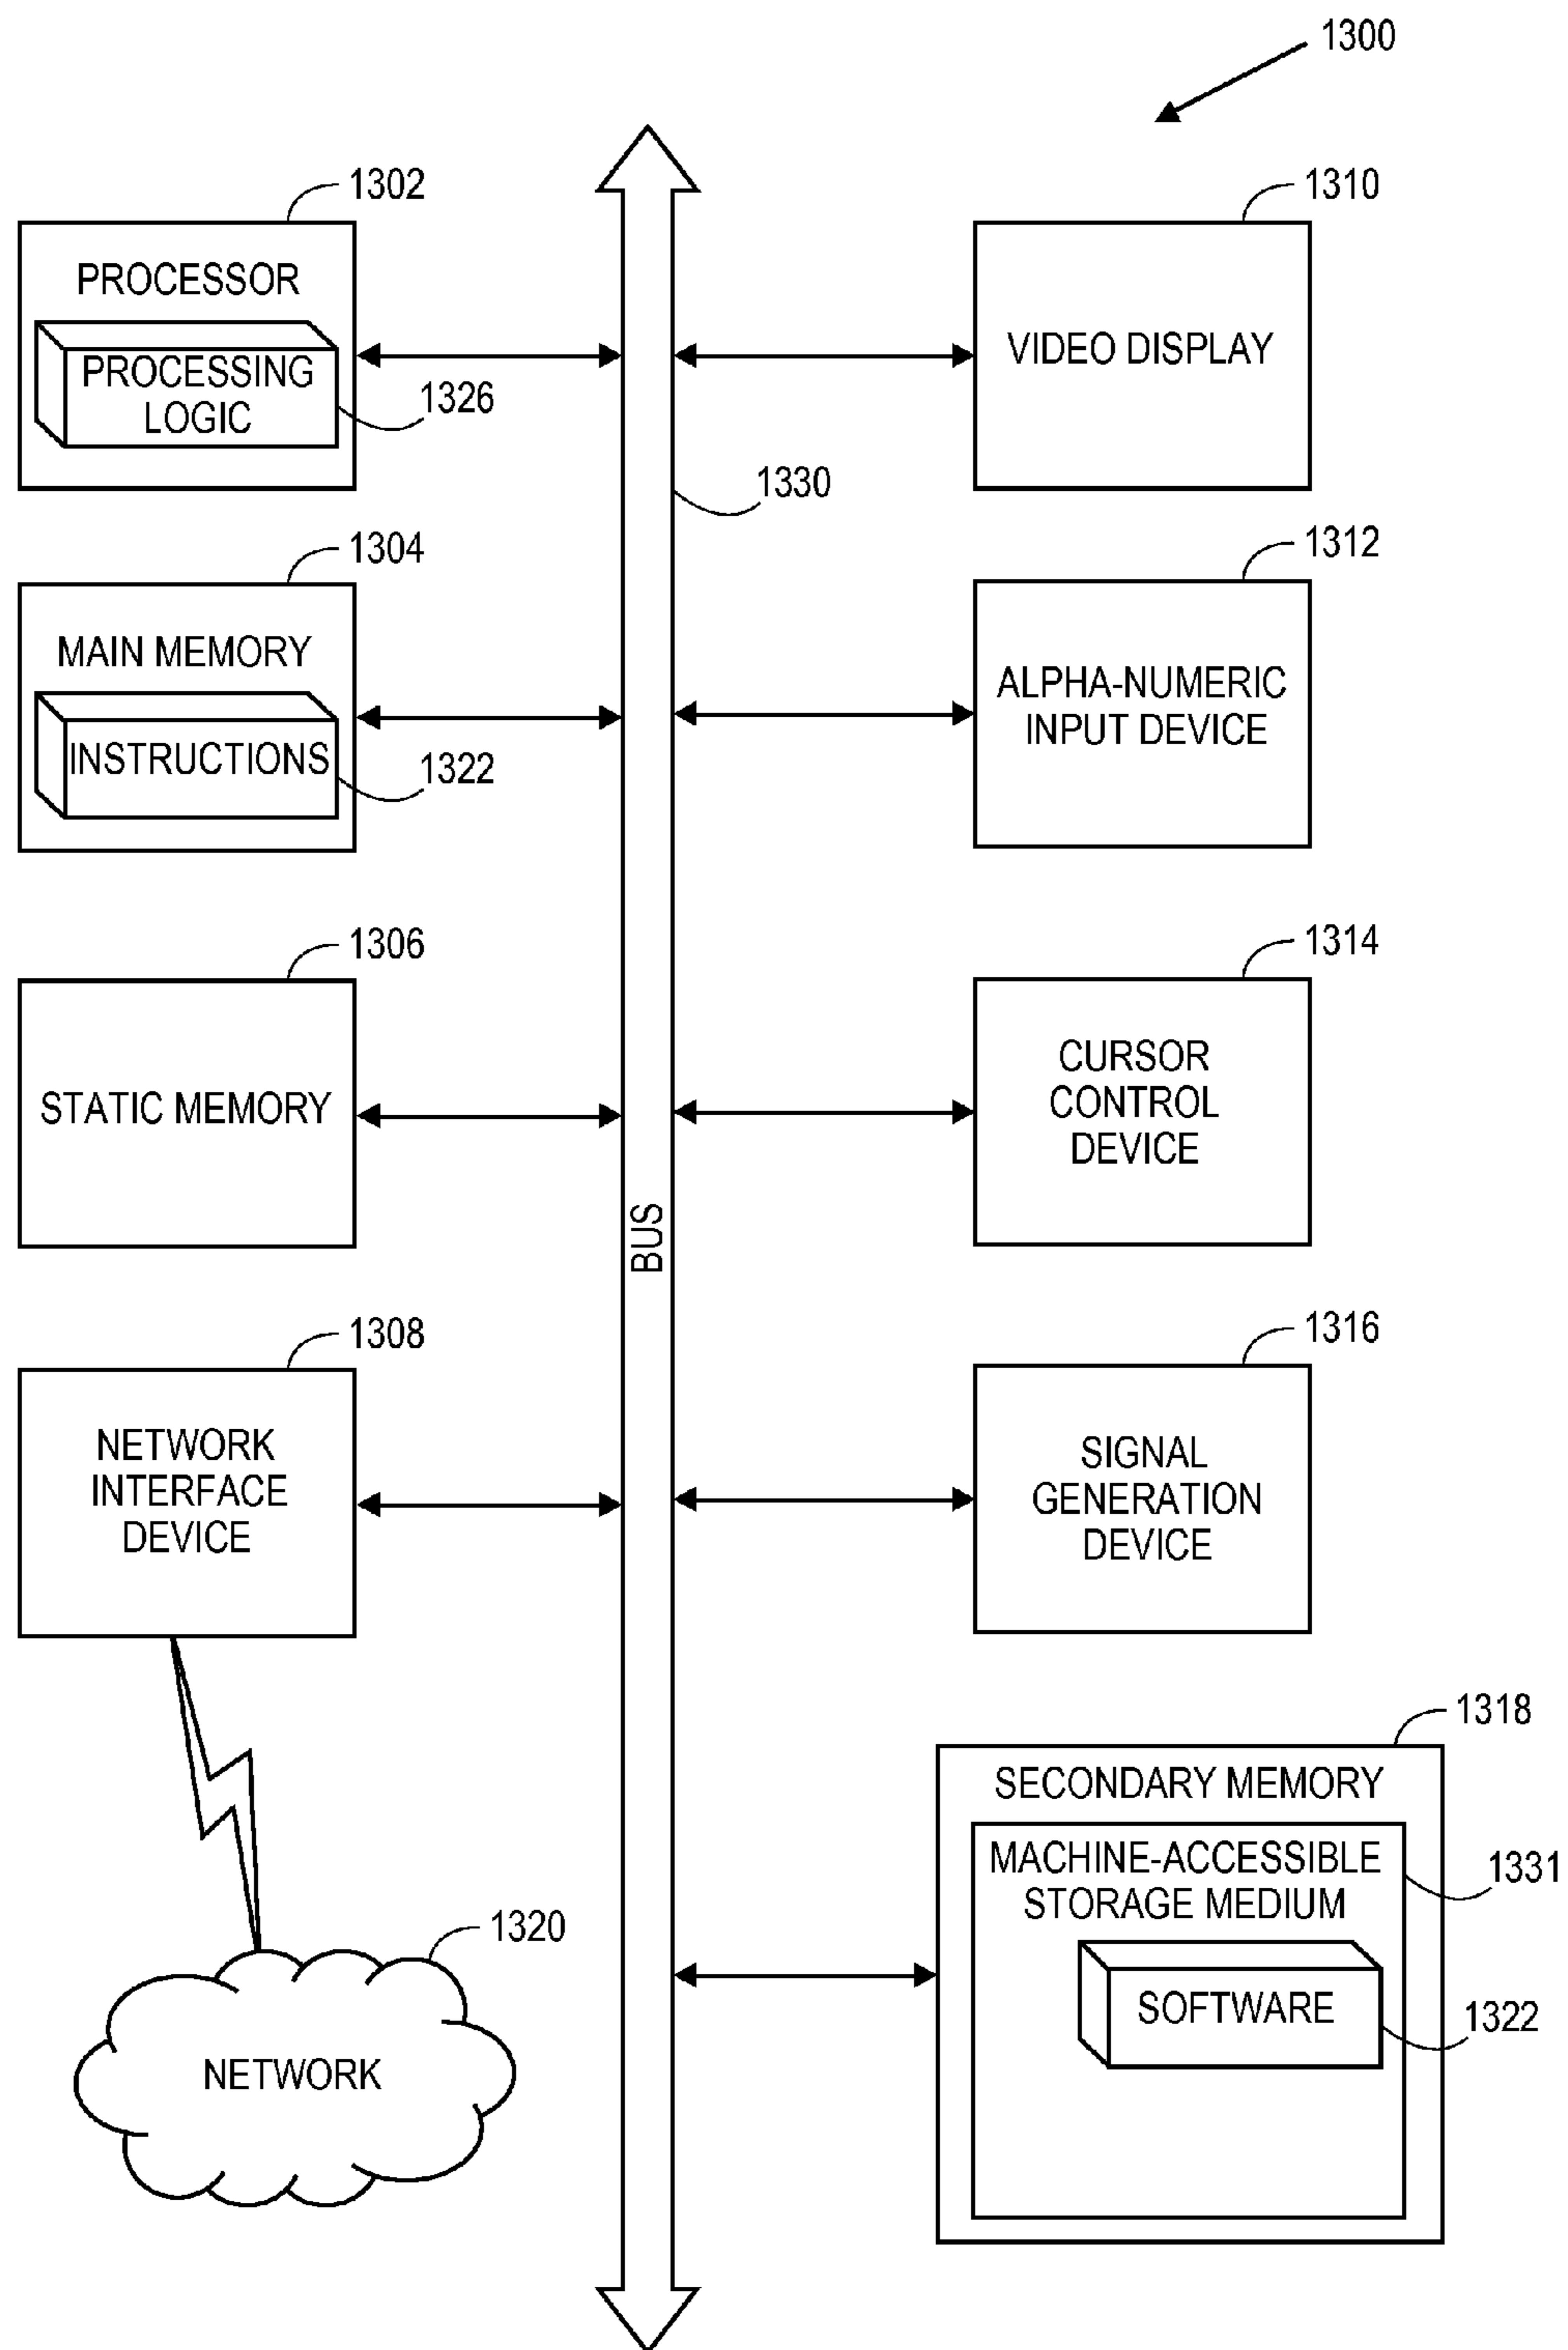 1300
1302
PROCESSOR
PROCESSING
LOGIC
1326
1310
VIDEO DISPLAY
1330
1304
MAIN MEMORY
INSTRUCTIONS
1322
1312
ALPHA-NUMERIC
INPUT DEVICE
1306
STATIC MEMORY
1314
CURSOR
CONTROL
DEVICE
BUS
1308
NETWORK
INTERFACE
DEVICE
1316
SIGNAL
GENERATION
DEVICE
1318
SECONDARY MEMORY
MACHINE-ACCESSIBLE
STORAGE MEDIUM
1331
SOFTWARE
1322
1320
NETWORK